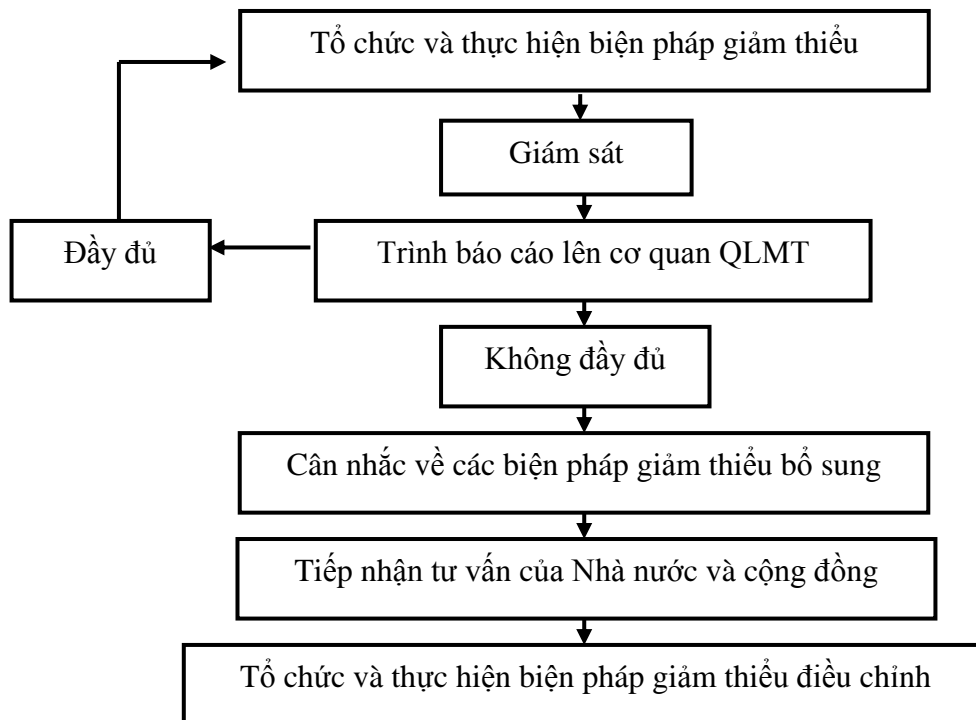 Tổ chức và thực hiện biện pháp giảm thiểu
Giám sát
Đầy đủ
Trình báo cáo lên cơ quan QLMT
Không đầy đủ
Cân nhắc về các biện pháp giảm thiểu bổ sung
Tiếp nhận tư vấn của Nhà nước và cộng đồng
Tổ chức và thực hiện biện pháp giảm thiểu điều chỉnh